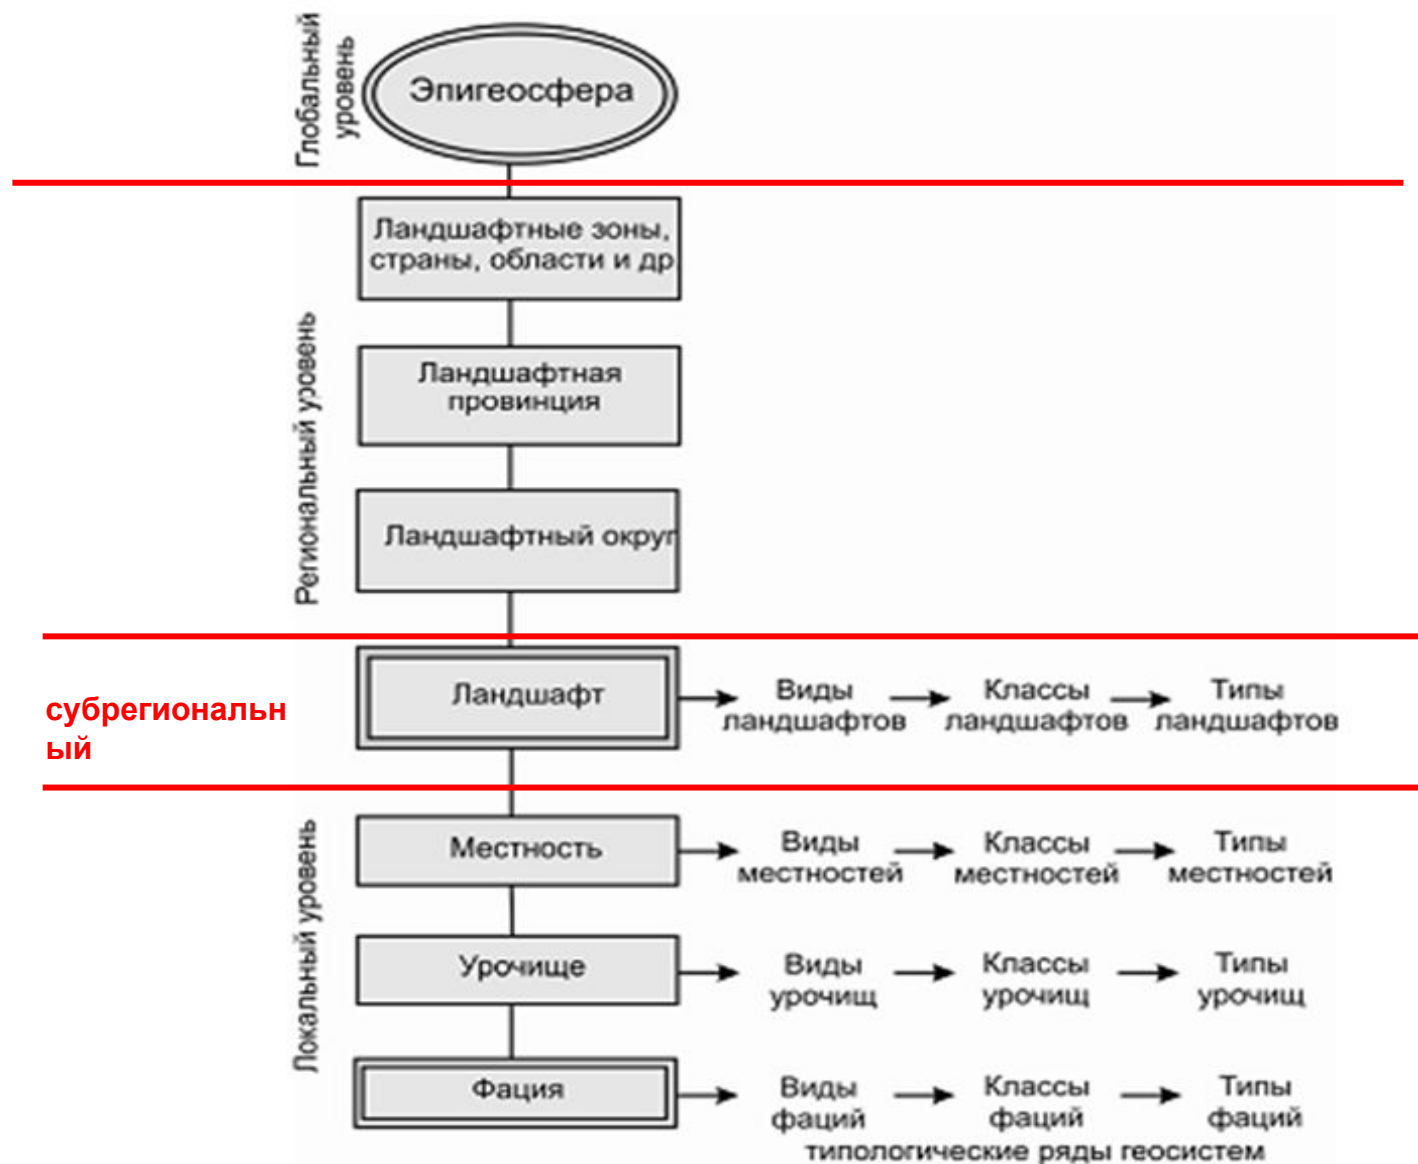 Глобальный
уровень
Эпигеосфера
Ландшафтные зоны,
страны, области и др
Региональный уровень
Ландшафтная
провинция
Ландшафтный округ
субрегиональн
ый
Ландшафт
Виды
ландшафтов
Классы
ландшафтов
Типы
ландшафтов
Локальный уровень
Местность
Виды
местностей
Классы
местностей
Типы
местностей
Урочище
Виды
урочищ
Классы
урочищ
Типы
урочищ
Фация
Виды
фаций
Классы
фаций
Типы
фаций
типологические ряды геосистем